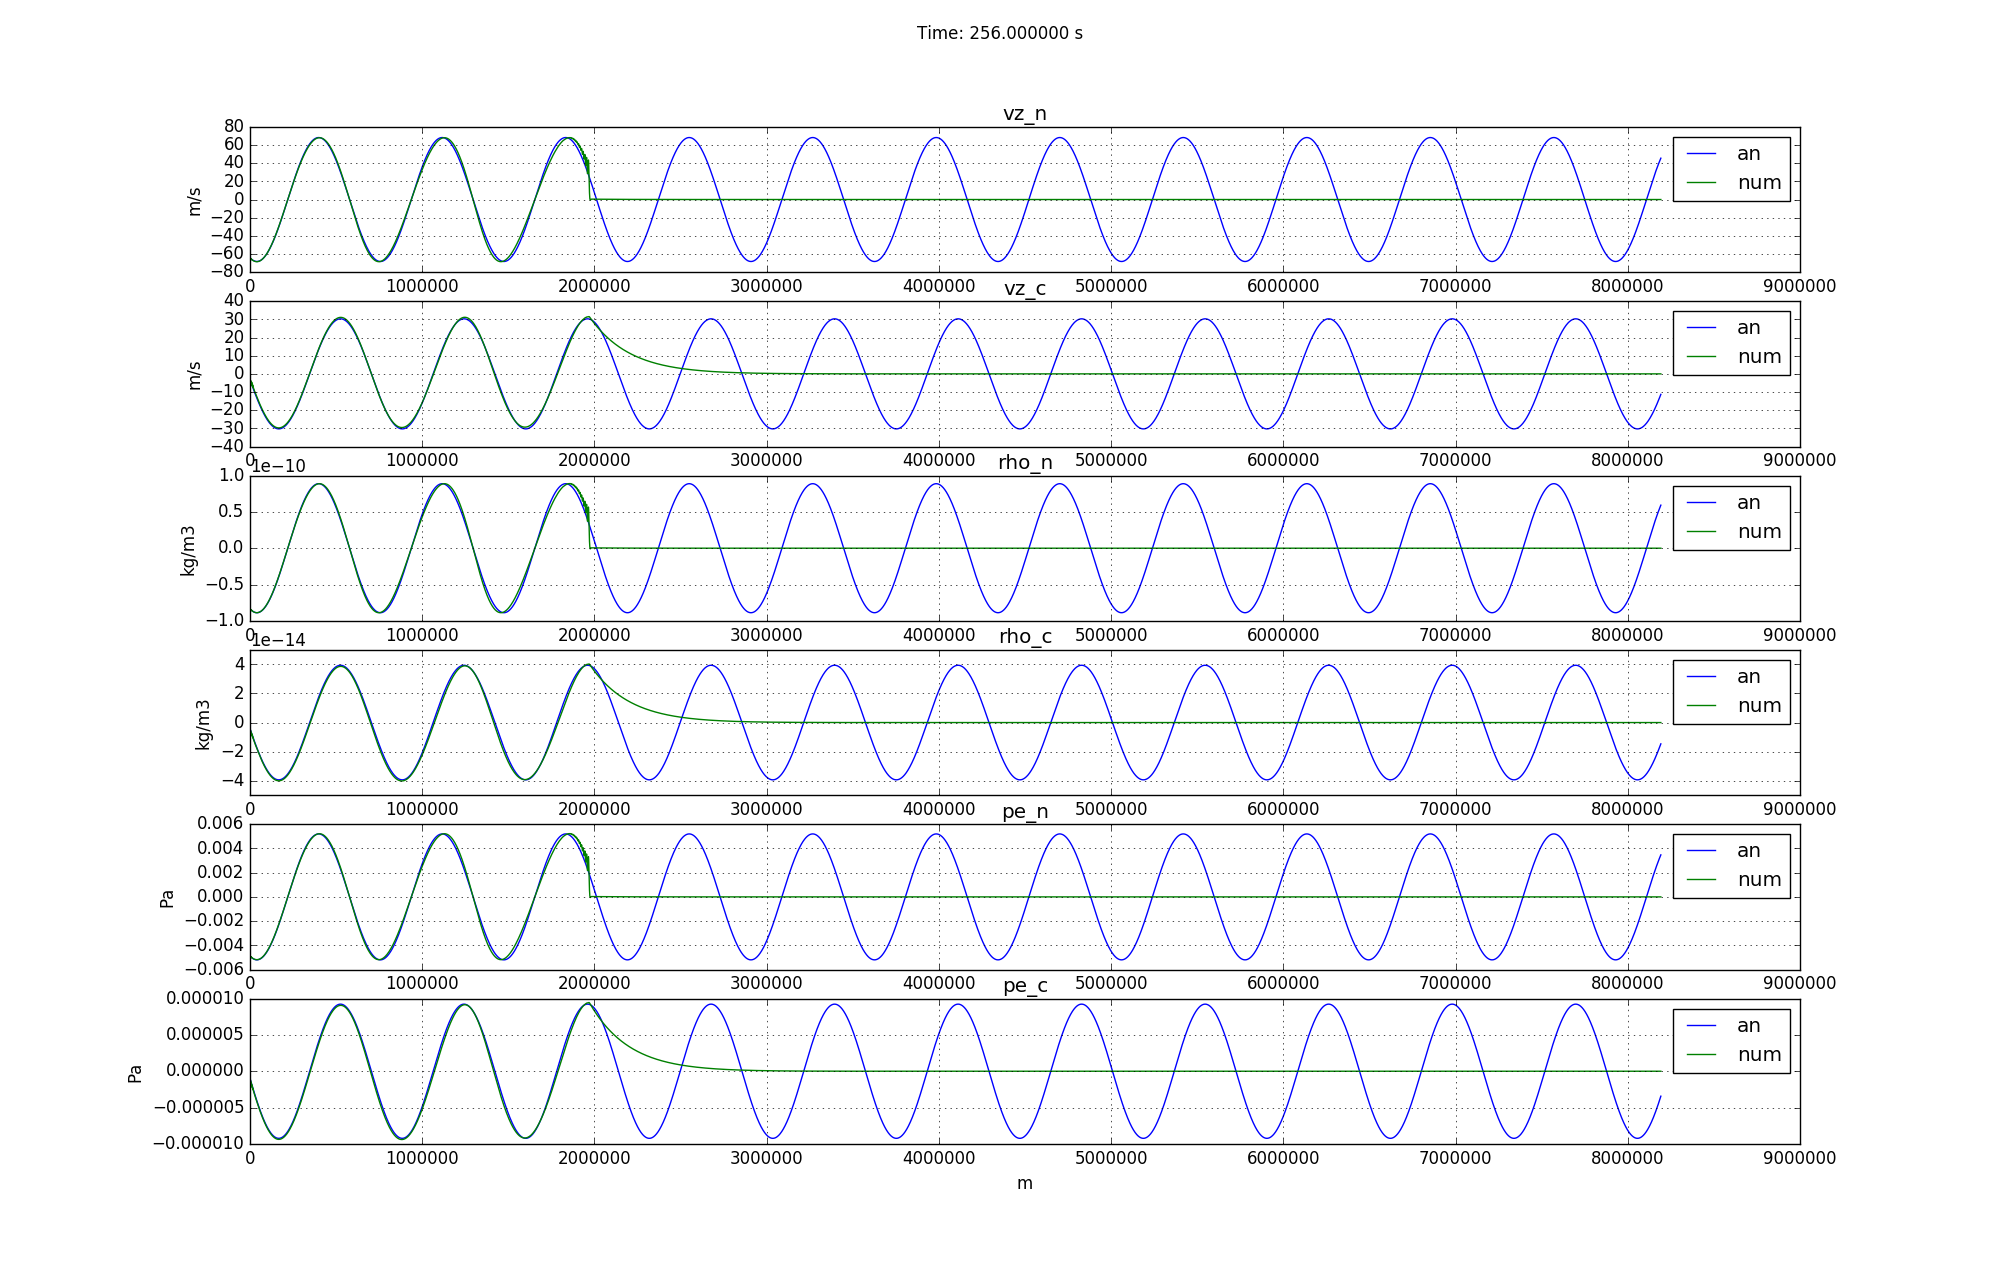 Time: 256.000000 s
vz_n
80
60
40
20
0
−20
−40
−60
−80
m/s
an
num
0 1000000 2000000 3000000 4000000 5000000 6000000 7000000 8000000 9000000
vz_c
40
30
20
10
0
−10
−20
−30
−40
m/s
an
num
0 1000000 2000000 3000000 4000000 5000000 6000000 7000000 8000000 9000000
1e−10
rho_n
1.0
0.5
0.0
−0.5
−1.0
kg/m3
an
num
0 1000000 2000000 3000000 4000000 5000000 6000000 7000000 8000000 9000000
1e−14
rho_c
4
2
0
−2
−4
kg/m3
an
num
0 1000000 2000000 3000000 4000000 5000000 6000000 7000000 8000000 9000000
pe_n
0.006
0.004
0.002
0.000
−0.002
−0.004
−0.006
Pa
an
num
0 1000000 2000000 3000000 4000000 5000000 6000000 7000000 8000000 9000000
pe_c
0.000010
0.000005
0.000000
−0.000005
−0.000010
Pa
an
num
0 1000000 2000000 3000000 4000000 5000000 6000000 7000000 8000000 9000000
m